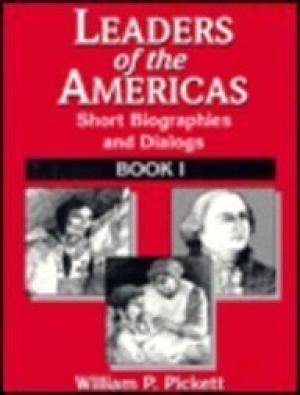 LEADERS
of the
AMERICAS
Short Biographies
and Dialogs
BOOK I
William P. Pickett